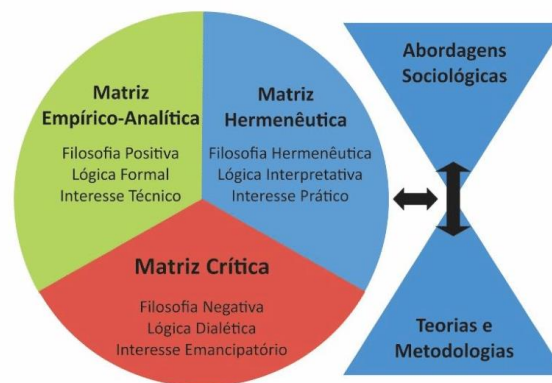 Matriz
Empírico-Analítica
Filosofia Positiva
Lógica Formal
Interesse Técnico
Matriz
Hermenêutica
Filosofia Hermenêutica
Lógica Interpretativa
Interesse Prático
Matriz Crítica
Filosofia Negativa
Lógica Dialética
Interesse Emancipatório
Abordagens
Sociológicas
Teorias e
Metodologias